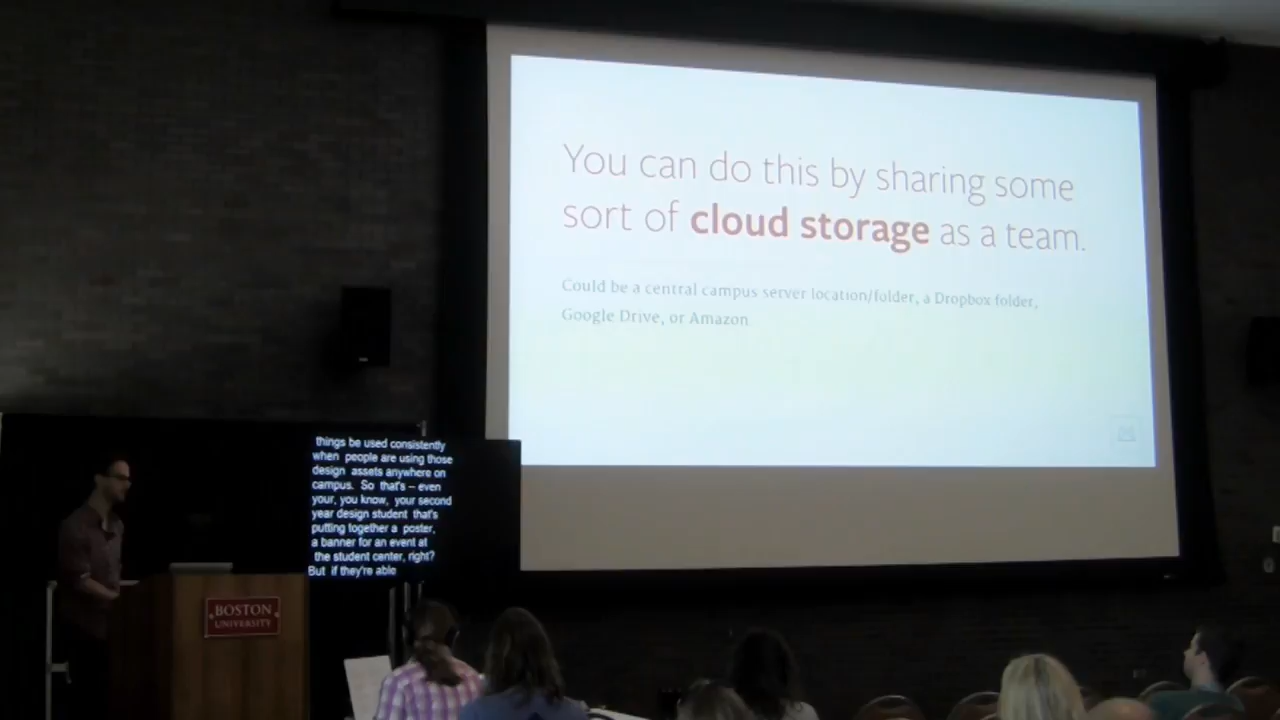 You can do this by sharing some
sort of cloud storage as a team.
Could be a central campus server location/folder, a Dropbox folder,
Google Drive, or Amazon
things be used consistently
when people are using those
design assets anywhere on
campus. So that's – even
your, you know, your second
year design student that's
putting together a poster,
a banner for an event at
the student center, right?
But if they're able
BOSTON
UNIVERSITY